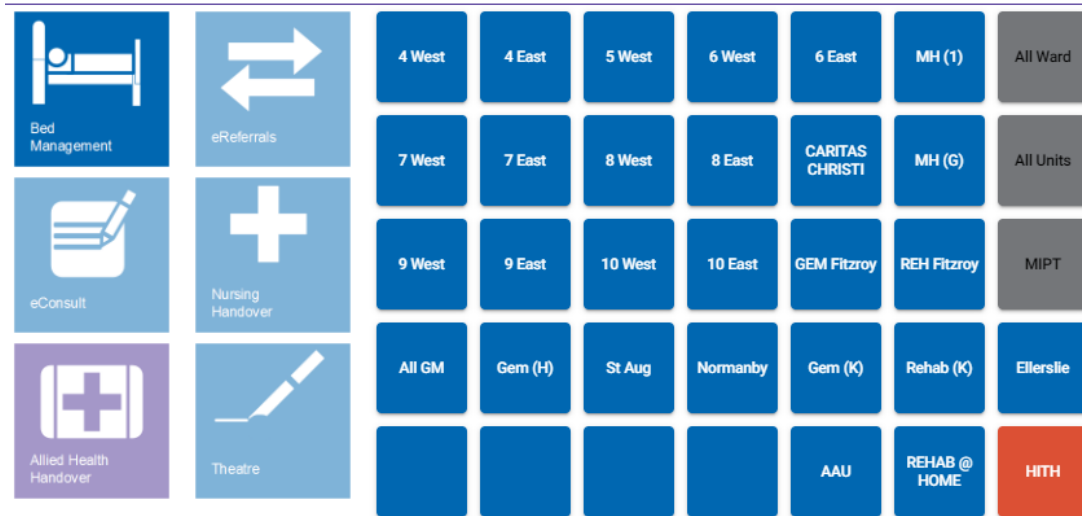 Bed
Management
eReferrals
eConsult
Nursing
Handover
Allied Health
Handover
Theatre
4 West
4 East
5 West
6 West
6 East
MH (1)
All Ward
7 West
7 East
8 West
8 East
CARITAS
CHRISTI
MH (G)
All Units
9 West
9 East
10 West
10 East
GEM Fitzroy
REH Fitzroy
MIPT
All GM
Gem (H)
St Aug
Normanby
Gem (K)
Rehab (K)
Ellerslie
AAU
REHAB @
HOME
HITH